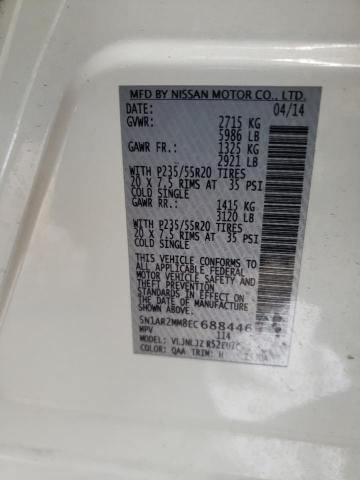 MFD BY NISSAN MOTOR CO., LTD.
DATE: 04/14
GVWR: 2715 KG
5986 LB
GAWR FR.: 1325 KG
2921 LB
WITH P235/55R20 TIRES
20 X 7.5 RIMS AT 35 PSI
COLD SINGLE
GAWR RR.: 1415 KG
3120 LB
WITH P235/55R20 TIRES
20 X 7.5 RIMS AT 35 PSI
COLD SINGLE
THIS VEHICLE CONFORMS TO
ALL APPLICABLE FEDERAL
MOTOR VEHICLE SAFETY AND
THEFT PREVENTION
STANDARDS IN EFFECT ON
THE DATE OF MANUFACTURE
SHOWN ABOVE
5N1AR2MM8EC688446
MPV 114
MODEL: VLJNLJZ
COLOR: QAA TRIM: H